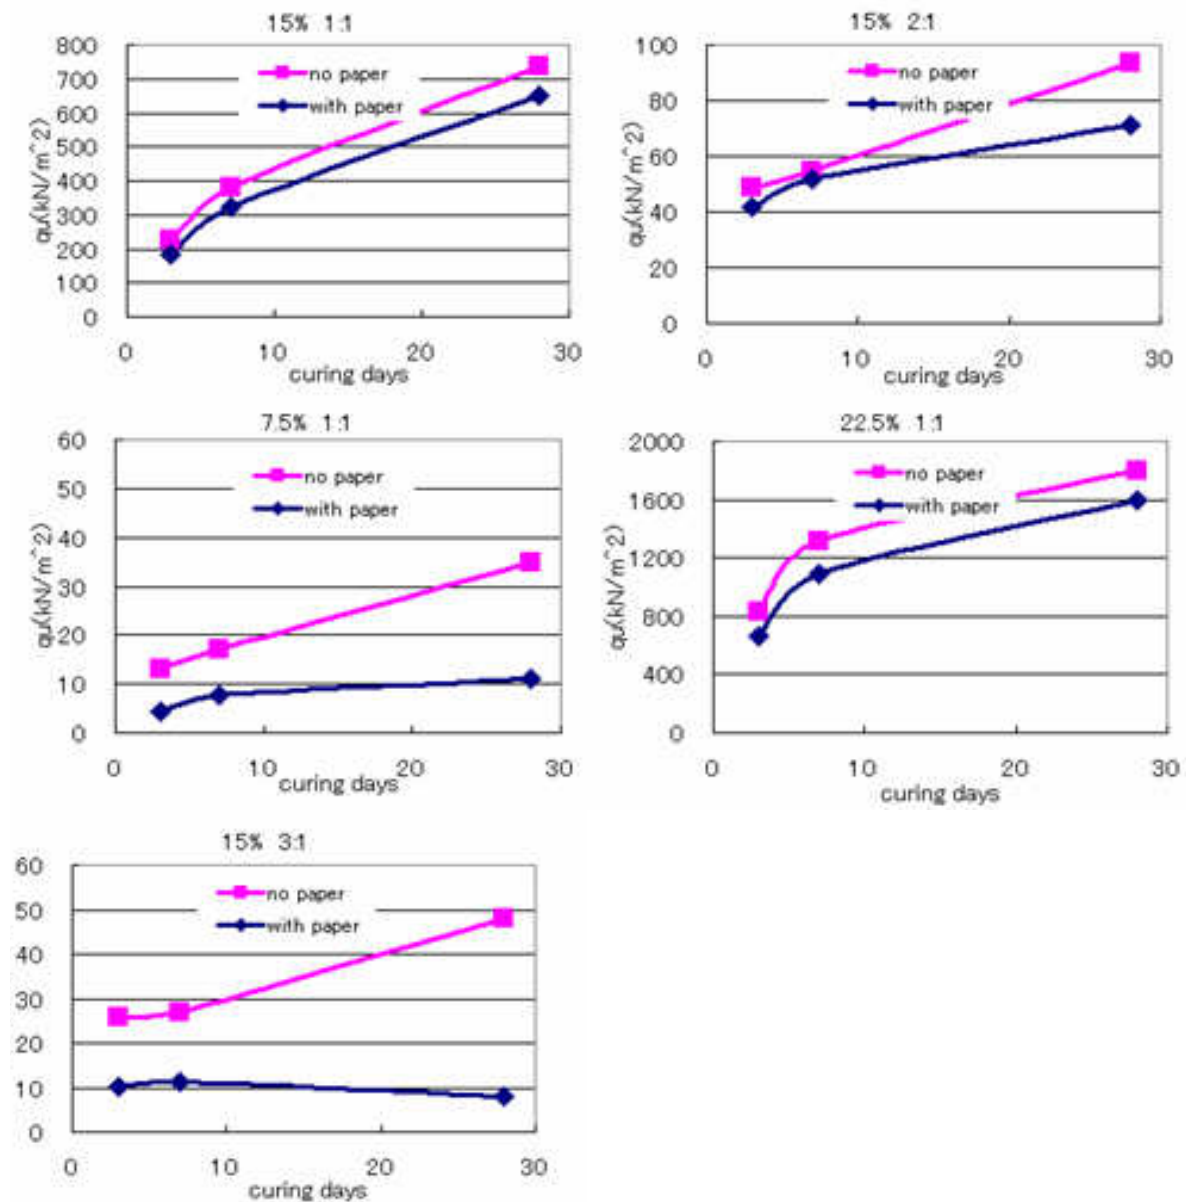 15% 1:1
800
700
600
500
400
300
200
100
0
qu(kN/m^2)
no paper
with paper
0 10 20 30
curing days
15% 2:1
100
80
60
40
20
0
qu(kN/m^2)
no paper
with paper
0 10 20 30
curing days
7.5% 1:1
60
50
40
30
20
10
0
qu(kN/m^2)
no paper
with paper
0 10 20 30
curing days
22.5% 1:1
2000
1600
1200
800
400
0
qu(kN/m^2)
no paper
with paper
0 10 20 30
curing days
15% 3:1
60
50
40
30
20
10
0
no paper
with paper
0 10 20 30
curing days